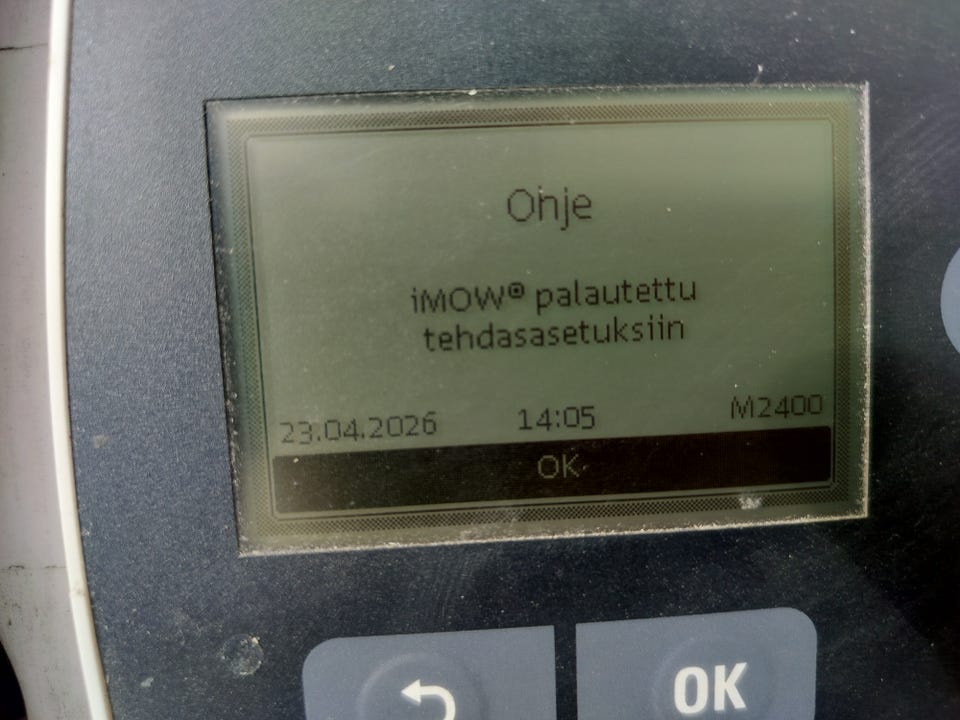 Ohje
iMOW® palautettu
tehdasasetuksiin
23.04.2026 14:05 M2400
OK
OK